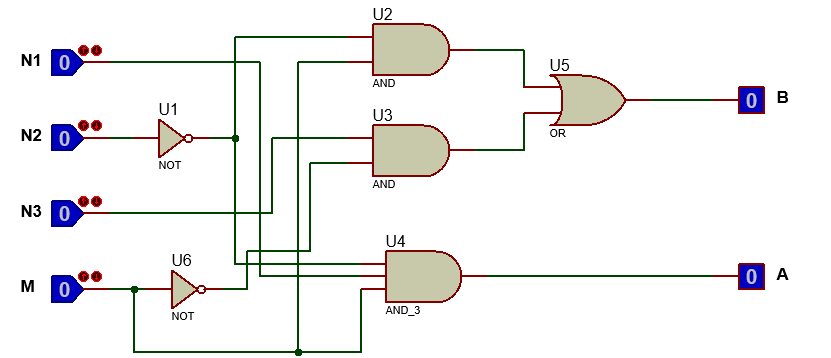 U2
N1 0
AND
U5
0 B
OR
U1
N2 0
NOT
U3
AND
N3 0
U4
U6
M 0
NOT
AND_3
0 A